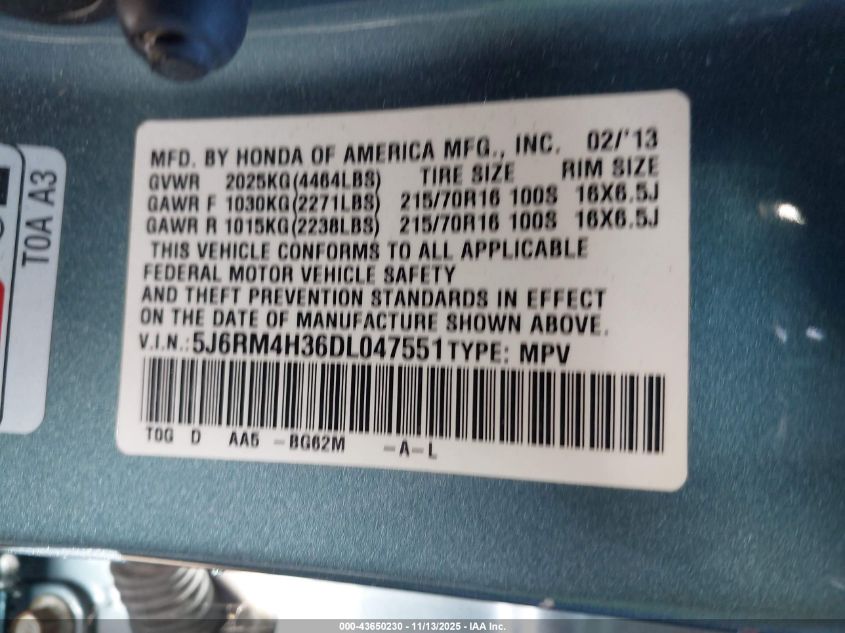 MFD. BY HONDA OF AMERICA MFG., INC. 02/'13
GVWR 2025KG(4464LBS) TIRE SIZE RIM SIZE
GAWR F 1030KG(2271LBS) 215/70R16 100S 16X6.5J
GAWR R 1015KG(2238LBS) 215/70R16 100S 16X6.5J
THIS VEHICLE CONFORMS TO ALL APPLICABLE
FEDERAL MOTOR VEHICLE SAFETY
AND THEFT PREVENTION STANDARDS IN EFFECT
ON THE DATE OF MANUFACTURE SHOWN ABOVE.
V.I.N.:5J6RM4H36DL047551 TYPE: MPV
T0G D AA5 -BG62M -A-L
T0A A3
000-43650230 - 11/13/2025 - IAA Inc.